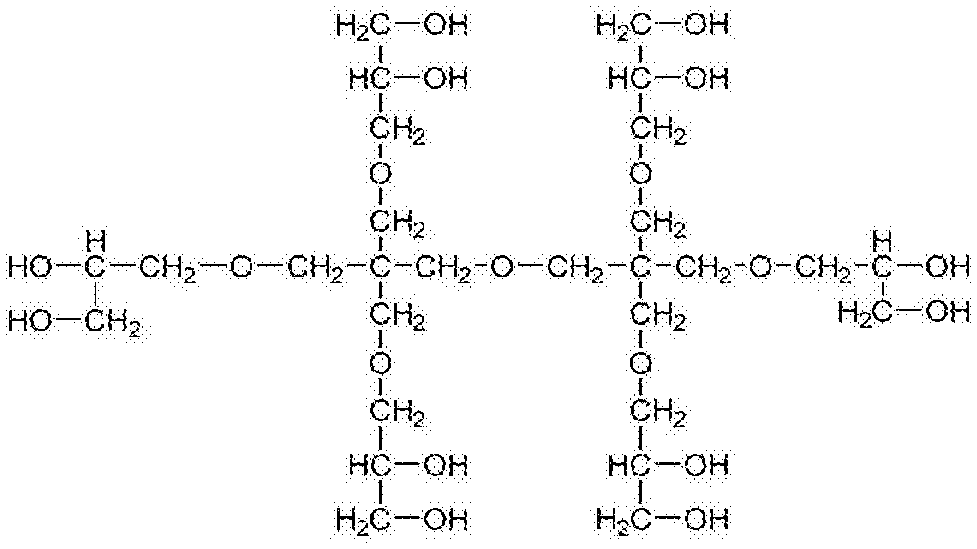 H₂C–OH H₂C–OH
HC–OH HC–OH
CH₂ CH₂
O O
CH₂ CH₂
H H
HO–C–CH₂–O–CH₂–C–CH₂–O–CH₂–C–CH₂–O–CH₂–C–OH
HO–CH₂ CH₂ CH₂ H₂C–OH
O O
CH₂ CH₂
HC–OH HC–OH
H₂C–OH H₂C–OH